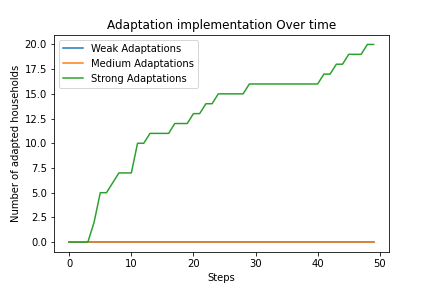 Adaptation implementation Over time
Weak Adaptations
Medium Adaptations
Strong Adaptations
Number of adapted households
20.0
17.5
15.0
12.5
10.0
7.5
5.0
2.5
0.0
0 10 20 30 40 50
Steps